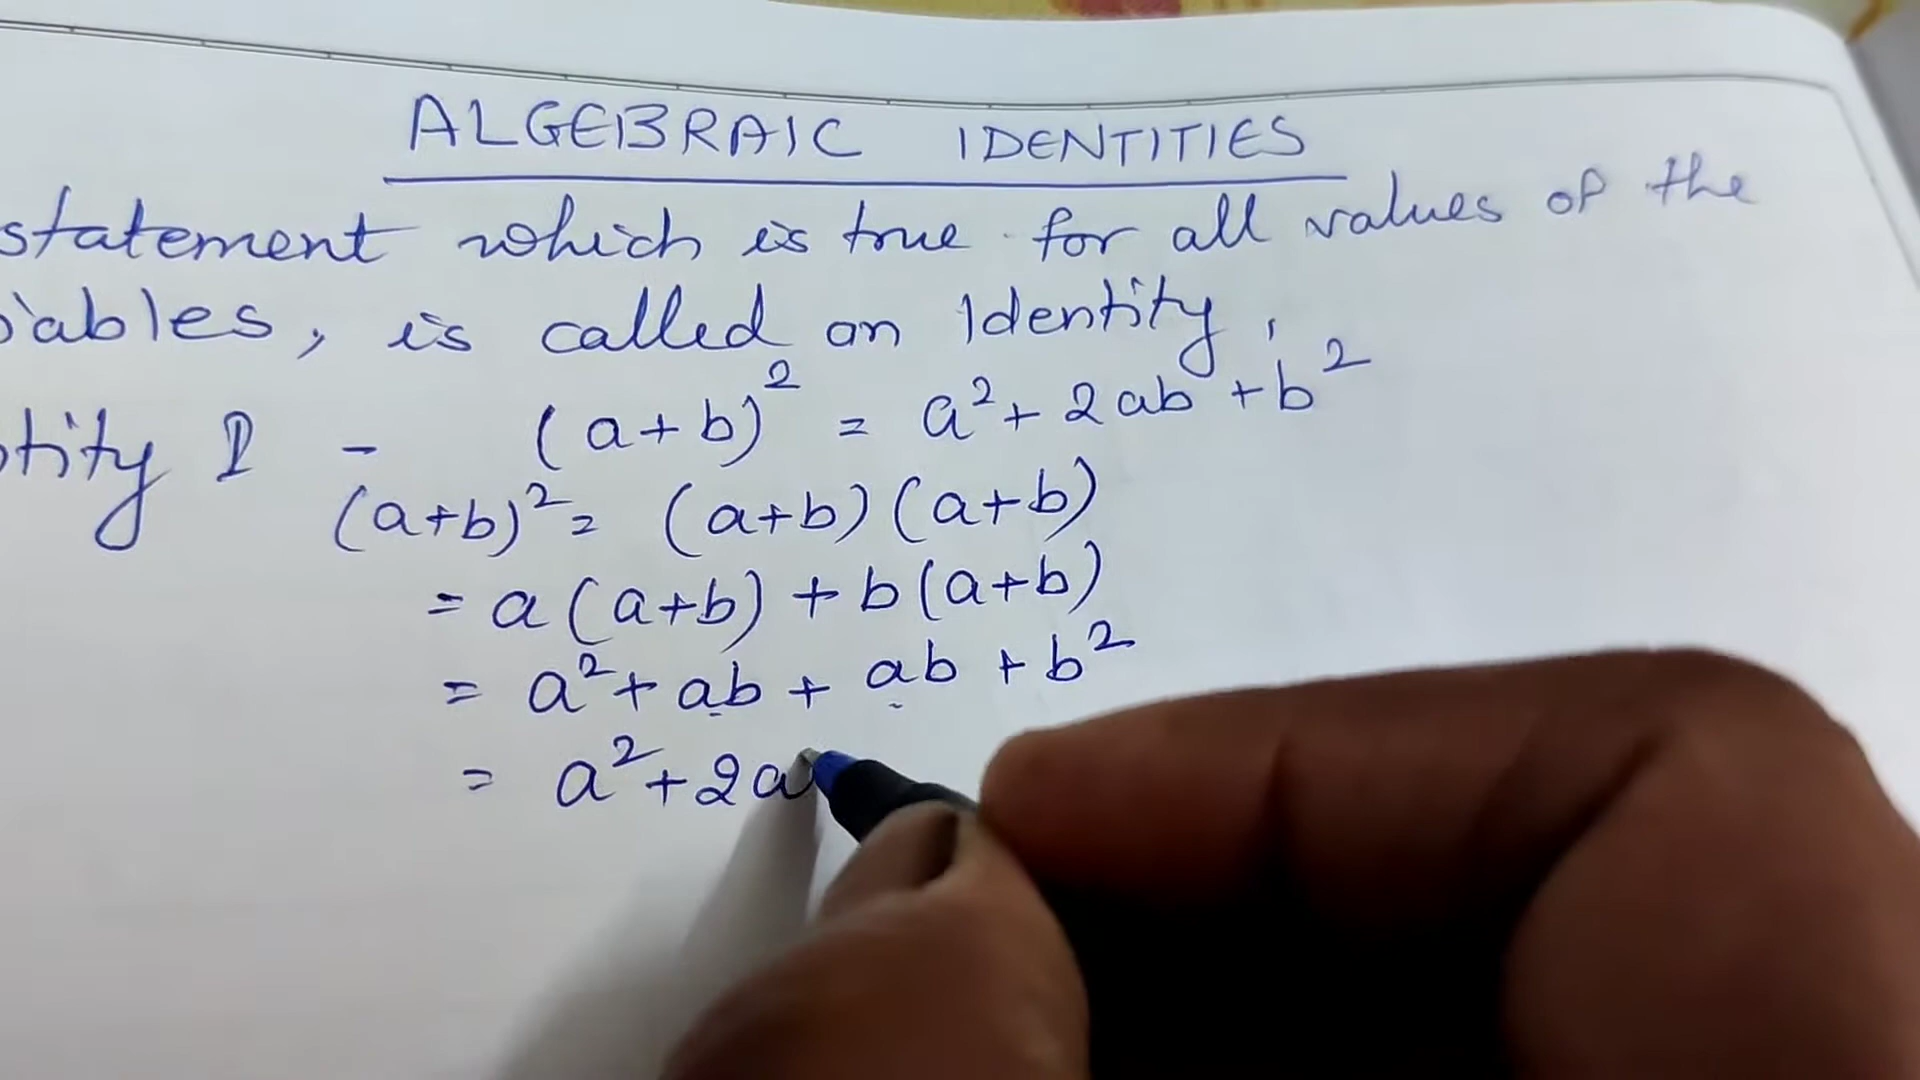 ALGEBRAIC IDENTITIES
statement which is true for all values of the
iables, is called an Identity.
ntity I - (a+b)² = a² + 2ab + b²
(a+b)² = (a+b)(a+b)
= a(a+b) + b(a+b)
= a² + ab + ab + b²
= a² + 2a